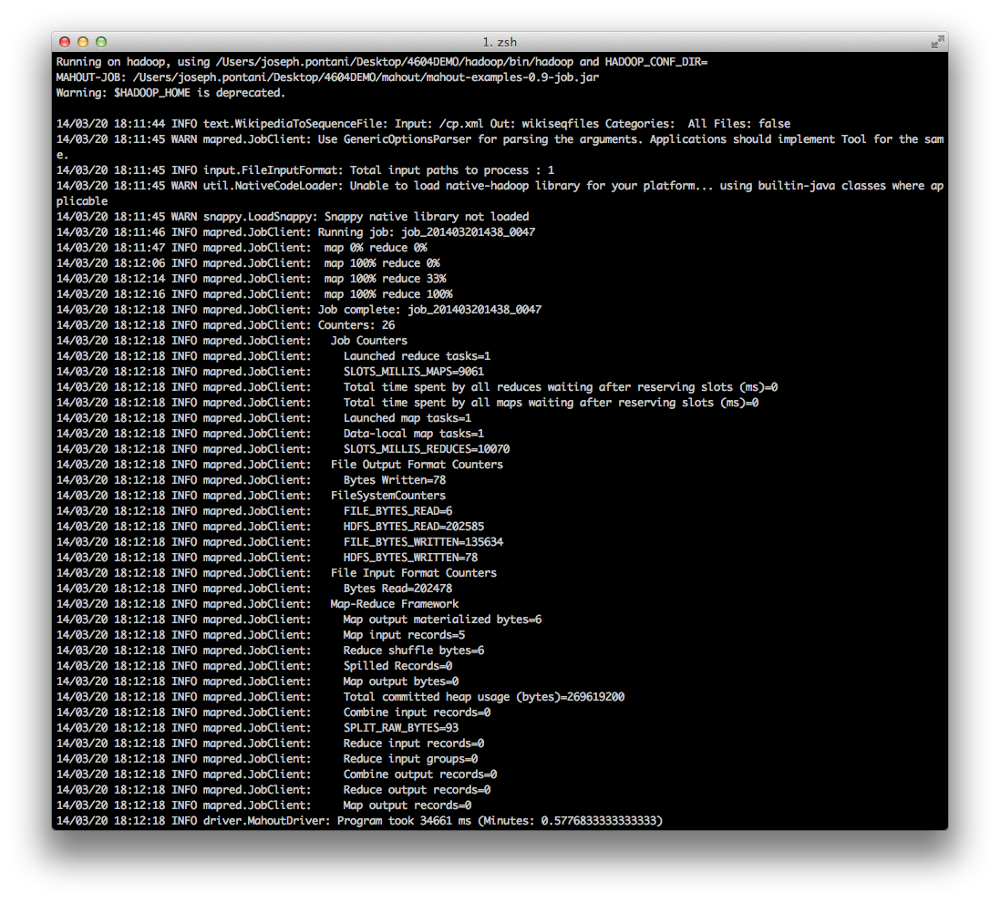 1. zsh
Running on hadoop, using /Users/joseph.pontani/Desktop/4604DEMO/hadoop/bin/hadoop and HADOOP_CONF_DIR=
MAHOUT-JOB: /Users/joseph.pontani/Desktop/4604DEMO/mahout/mahout-examples-0.9-job.jar
Warning: $HADOOP_HOME is deprecated.
14/03/20 18:11:44 INFO text.WikipediaToSequenceFile: Input: /cp.xml Out: wikiseqfiles Categories:  All Files: false
14/03/20 18:11:45 WARN mapred.JobClient: Use GenericOptionsParser for parsing the arguments. Applications should implement Tool for the sam
e.
14/03/20 18:11:45 INFO input.FileInputFormat: Total input paths to process : 1
14/03/20 18:11:45 WARN util.NativeCodeLoader: Unable to load native-hadoop library for your platform... using builtin-java classes where ap
plicable
14/03/20 18:11:45 WARN snappy.LoadSnappy: Snappy native library not loaded
14/03/20 18:11:46 INFO mapred.JobClient: Running job: job_201403201438_0047
14/03/20 18:11:47 INFO mapred.JobClient:  map 0% reduce 0%
14/03/20 18:12:06 INFO mapred.JobClient:  map 100% reduce 0%
14/03/20 18:12:14 INFO mapred.JobClient:  map 100% reduce 33%
14/03/20 18:12:16 INFO mapred.JobClient:  map 100% reduce 100%
14/03/20 18:12:18 INFO mapred.JobClient: Job complete: job_201403201438_0047
14/03/20 18:12:18 INFO mapred.JobClient: Counters: 26
14/03/20 18:12:18 INFO mapred.JobClient:   Job Counters
14/03/20 18:12:18 INFO mapred.JobClient:     Launched reduce tasks=1
14/03/20 18:12:18 INFO mapred.JobClient:     SLOTS_MILLIS_MAPS=9061
14/03/20 18:12:18 INFO mapred.JobClient:     Total time spent by all reduces waiting after reserving slots (ms)=0
14/03/20 18:12:18 INFO mapred.JobClient:     Total time spent by all maps waiting after reserving slots (ms)=0
14/03/20 18:12:18 INFO mapred.JobClient:     Launched map tasks=1
14/03/20 18:12:18 INFO mapred.JobClient:     Data-local map tasks=1
14/03/20 18:12:18 INFO mapred.JobClient:     SLOTS_MILLIS_REDUCES=10070
14/03/20 18:12:18 INFO mapred.JobClient:   File Output Format Counters
14/03/20 18:12:18 INFO mapred.JobClient:     Bytes Written=78
14/03/20 18:12:18 INFO mapred.JobClient:   FileSystemCounters
14/03/20 18:12:18 INFO mapred.JobClient:     FILE_BYTES_READ=6
14/03/20 18:12:18 INFO mapred.JobClient:     HDFS_BYTES_READ=202585
14/03/20 18:12:18 INFO mapred.JobClient:     FILE_BYTES_WRITTEN=135634
14/03/20 18:12:18 INFO mapred.JobClient:     HDFS_BYTES_WRITTEN=78
14/03/20 18:12:18 INFO mapred.JobClient:   File Input Format Counters
14/03/20 18:12:18 INFO mapred.JobClient:     Bytes Read=202478
14/03/20 18:12:18 INFO mapred.JobClient:   Map-Reduce Framework
14/03/20 18:12:18 INFO mapred.JobClient:     Map output materialized bytes=6
14/03/20 18:12:18 INFO mapred.JobClient:     Map input records=5
14/03/20 18:12:18 INFO mapred.JobClient:     Reduce shuffle bytes=6
14/03/20 18:12:18 INFO mapred.JobClient:     Spilled Records=0
14/03/20 18:12:18 INFO mapred.JobClient:     Map output bytes=0
14/03/20 18:12:18 INFO mapred.JobClient:     Total committed heap usage (bytes)=269619200
14/03/20 18:12:18 INFO mapred.JobClient:     Combine input records=0
14/03/20 18:12:18 INFO mapred.JobClient:     SPLIT_RAW_BYTES=93
14/03/20 18:12:18 INFO mapred.JobClient:     Reduce input records=0
14/03/20 18:12:18 INFO mapred.JobClient:     Reduce input groups=0
14/03/20 18:12:18 INFO mapred.JobClient:     Combine output records=0
14/03/20 18:12:18 INFO mapred.JobClient:     Reduce output records=0
14/03/20 18:12:18 INFO mapred.JobClient:     Map output records=0
14/03/20 18:12:18 INFO driver.MahoutDriver: Program took 34661 ms (Minutes: 0.5776833333333333)